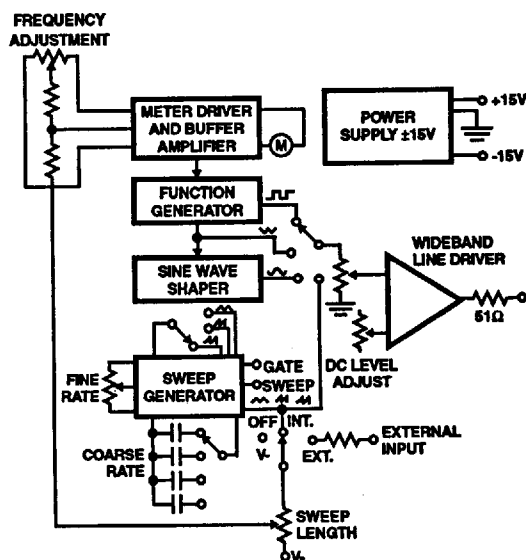 FREQUENCY
ADJUSTMENT
METER DRIVER
AND BUFFER
AMPLIFIER
M
POWER
SUPPLY ±15V
+15V
-15V
FUNCTION
GENERATOR
SINE WAVE
SHAPER
WIDEBAND
LINE DRIVER
51Ω
DC LEVEL
ADJUST
FINE
RATE
SWEEP
GENERATOR
GATE
SWEEP
OFF
INT.
V-
EXT.
EXTERNAL
INPUT
COARSE
RATE
SWEEP
LENGTH
V-